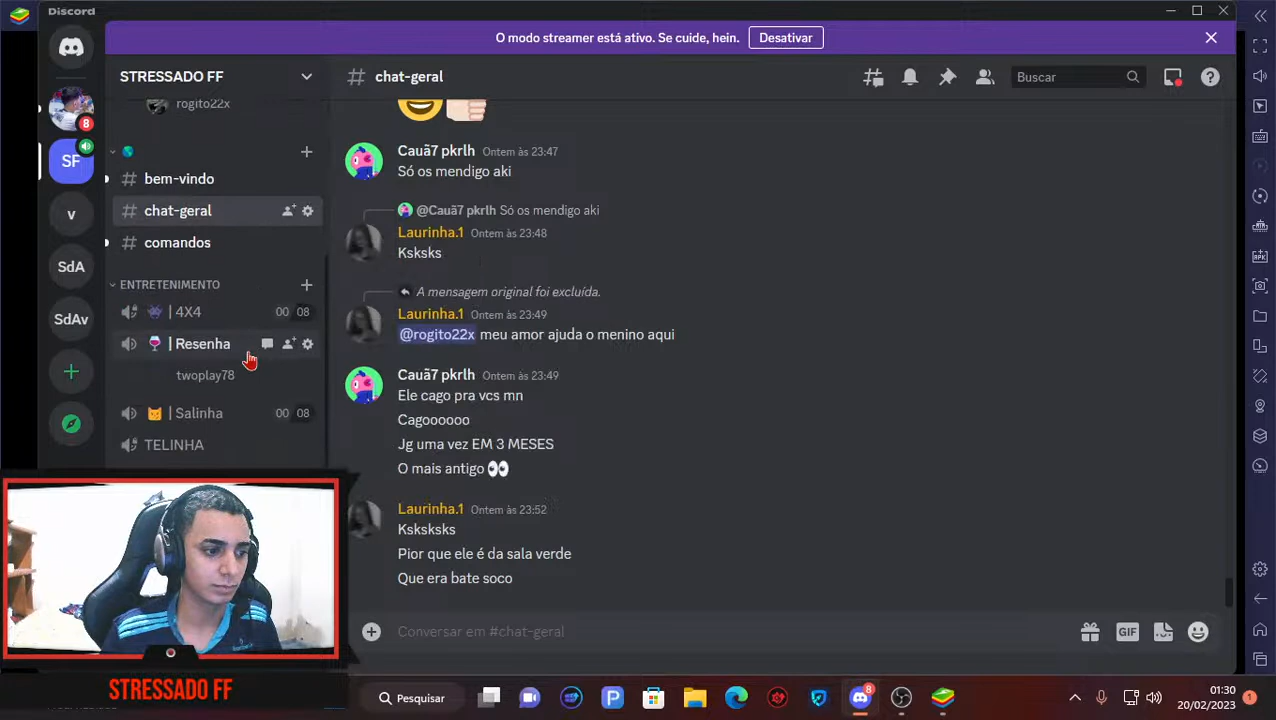 Discord
O modo streamer está ativo. Se cuide, hein.
Desativar
STRESSADO FF
chat-geral
Buscar
rogito22x
8
SF
v
SdA
SdAv
bem-vindo
chat-geral
comandos
ENTRETENIMENTO
| 4X4
00 08
| Resenha
twoplay78
| Salinha
00 08
TELINHA
Cauã7 pkrlh Ontem às 23:47
Só os mendigo aki
@Cauã7 pkrlh Só os mendigo aki
Laurinha.1 Ontem às 23:48
Ksksks
A mensagem original foi excluída.
Laurinha.1 Ontem às 23:49
@rogito22x meu amor ajuda o menino aqui
Cauã7 pkrlh Ontem às 23:49
Ele cago pra vcs mn
Cagoooooo
Jg uma vez EM 3 MESES
O mais antigo 👀
Laurinha.1 Ontem às 23:52
Ksksksks
Pior que ele é da sala verde
Que era bate soco
Conversar em #chat-geral
GIF
STRESSADO FF
Pesquisar
8
01:30
20/02/2023
1